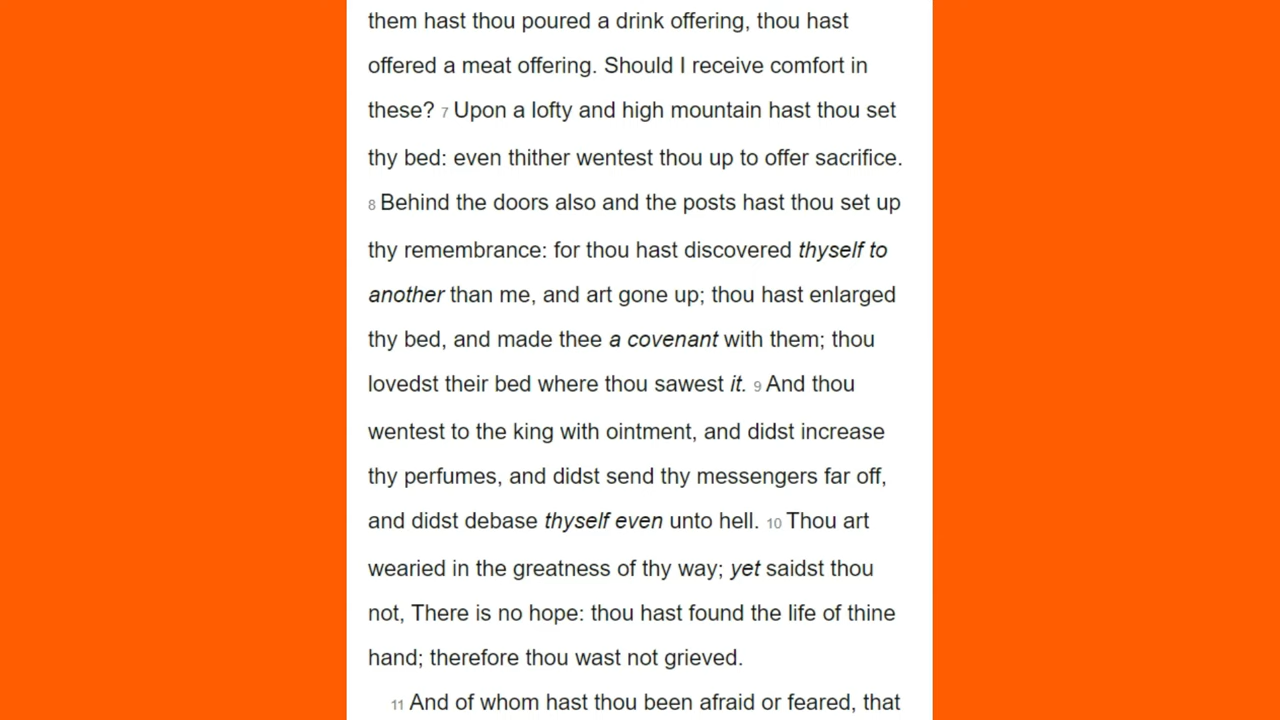 them hast thou poured a drink offering, thou hast
offered a meat offering. Should I receive comfort in
these? 7 Upon a lofty and high mountain hast thou set
thy bed: even thither wentest thou up to offer sacrifice.
8 Behind the doors also and the posts hast thou set up
thy remembrance: for thou hast discovered thyself to
another than me, and art gone up; thou hast enlarged
thy bed, and made thee a covenant with them; thou
lovedst their bed where thou sawest it. 9 And thou
wentest to the king with ointment, and didst increase
thy perfumes, and didst send thy messengers far off,
and didst debase thyself even unto hell. 10 Thou art
wearied in the greatness of thy way; yet saidst thou
not, There is no hope: thou hast found the life of thine
hand; therefore thou wast not grieved.
11 And of whom hast thou been afraid or feared, that